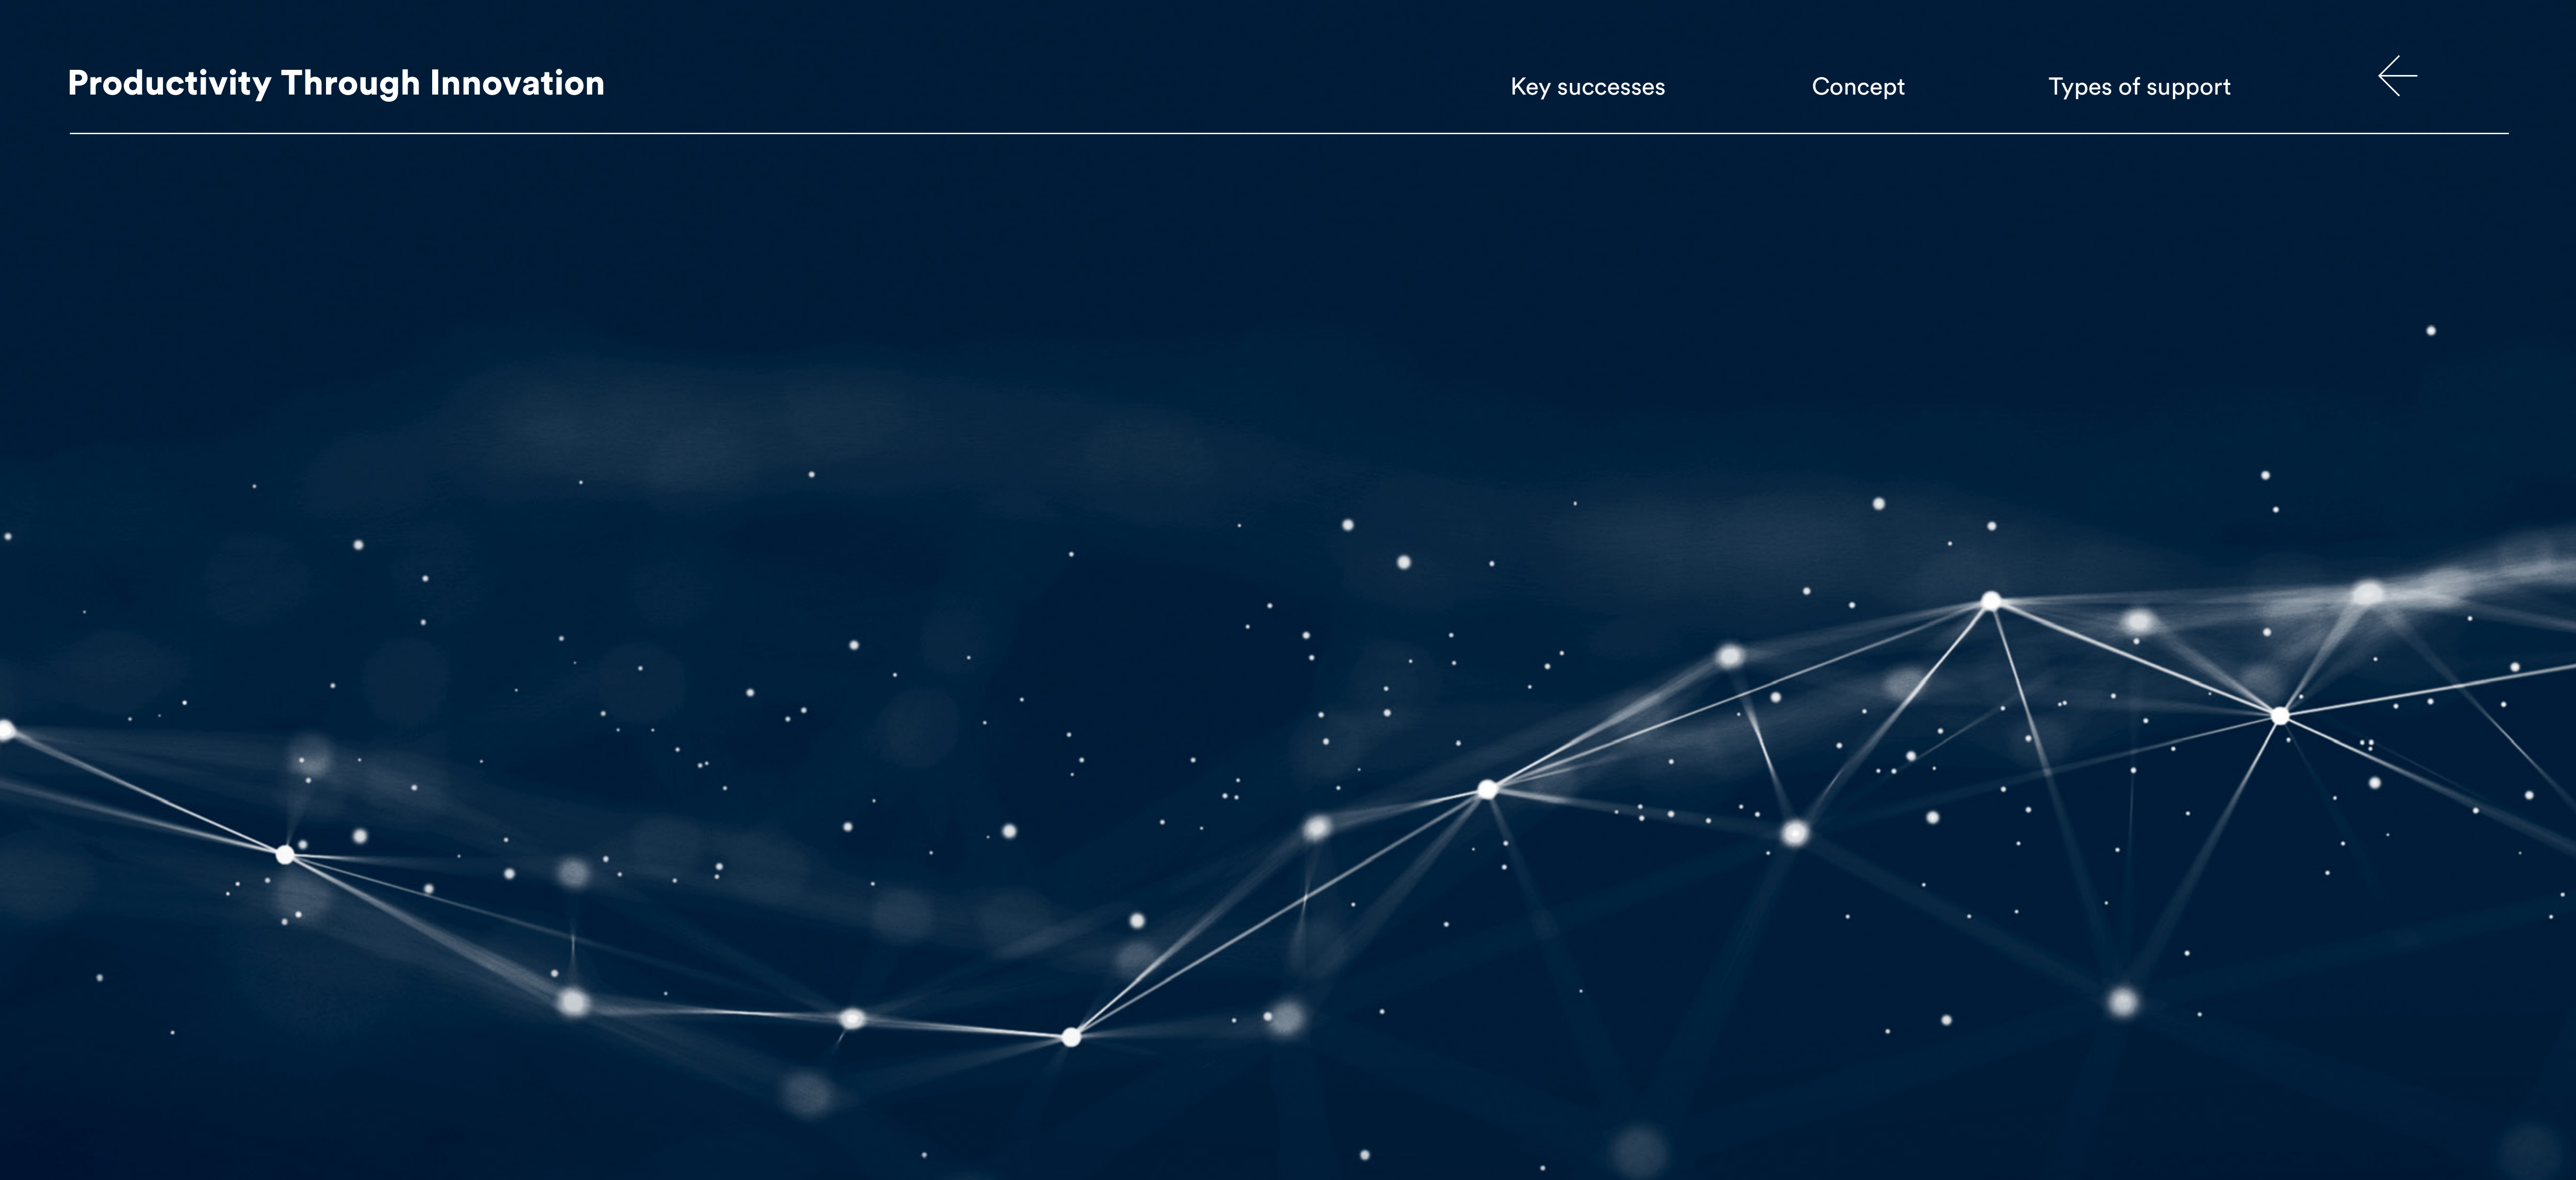 Productivity Through Innovation
Key successes
Concept
Types of support